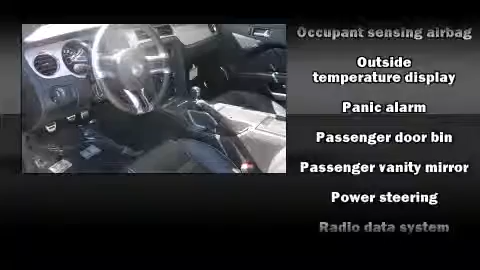 Occupant sensing airbag
Outside
temperature display
Panic alarm
Passenger door bin
Passenger vanity mirror
Power steering
Radio data system